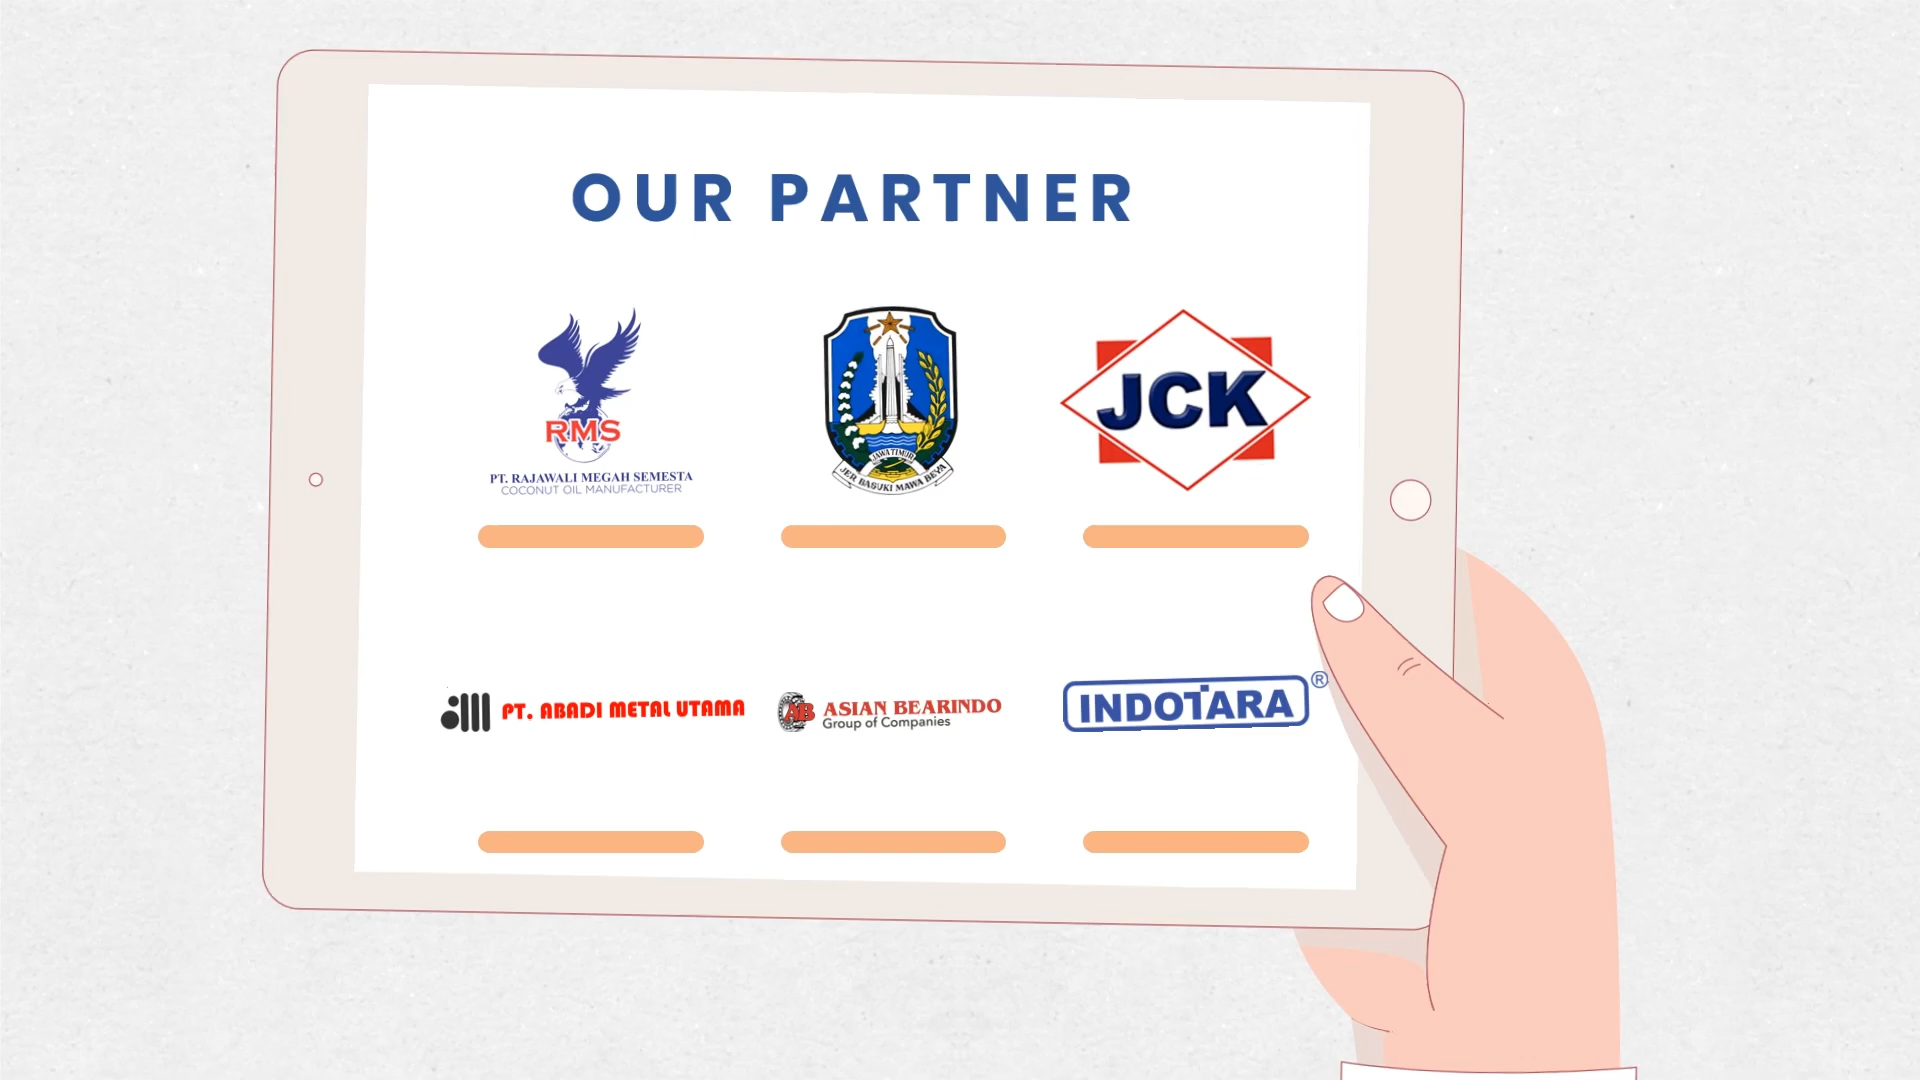 OUR PARTNER
RMS
PT. RAJAWALI MEGAH SEMESTA
COCONUT OIL MANUFACTURER
JAWA TIMUR
JER BASUKI MAWA BEYA
JCK
PT. ABADI METAL UTAMA
AB
ASIAN BEARINDO
Group of Companies
INDOTARA ®